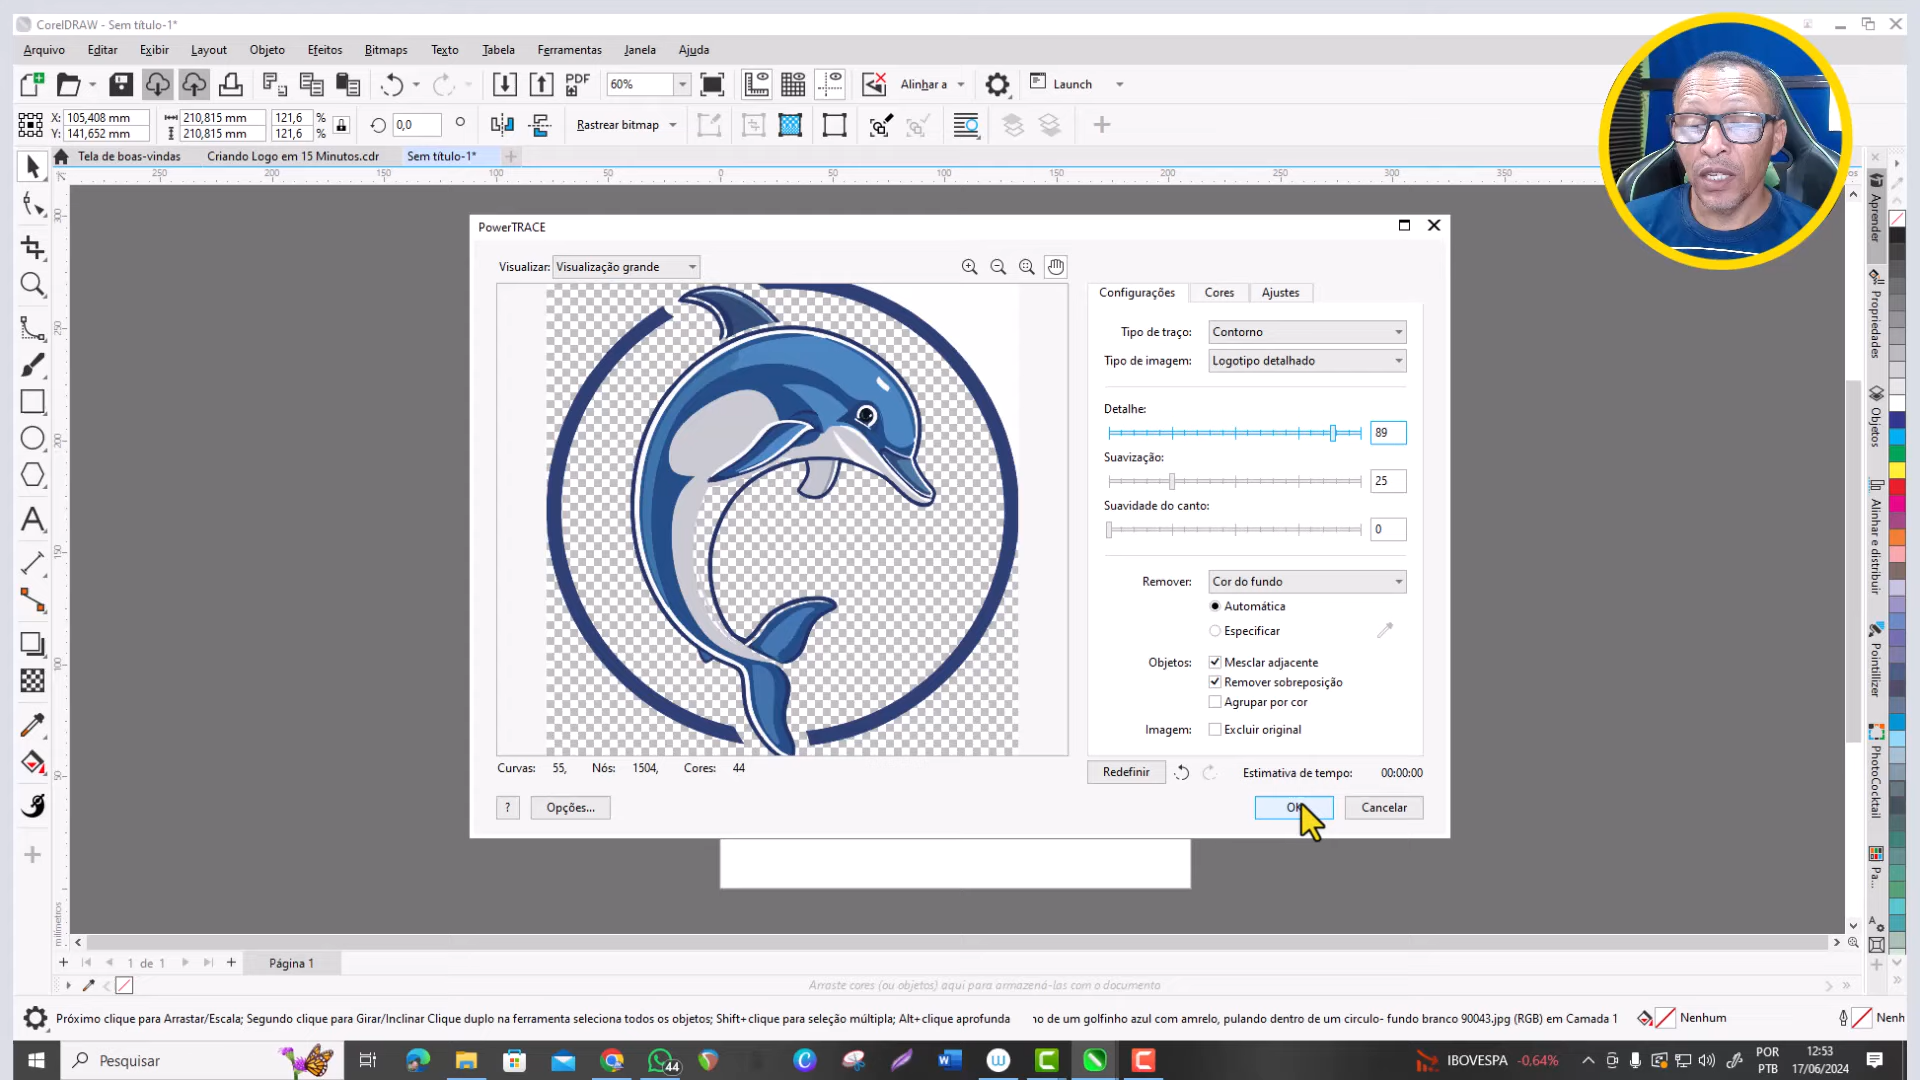 CorelDRAW - Sem título-1*
Arquivo Editar Exibir Layout Objeto Efeitos Bitmaps Texto Tabela Ferramentas Janela Ajuda
PDF 60% Alinhar a Launch
X: 105,408 mm 210,815 mm 121,6 % 0,0 ° Rastrear bitmap
Y: 141,652 mm 210,815 mm 121,6 %
Tela de boas-vindas Criando Logo em 15 Minutos.cdr Sem título-1*
250 200 150 100 50 0 50 100 150 200 250 300 350
300 250 200 150 100 50
milímetros
PowerTRACE
Visualizar: Visualização grande
Configurações Cores Ajustes
Tipo de traço: Contorno
Tipo de imagem: Logotipo detalhado
Detalhe:
89
Suavização:
25
Suavidade do canto:
0
Remover: Cor do fundo
Automática
Especificar
Objetos: Mesclar adjacente
Remover sobreposição
Agrupar por cor
Imagem: Excluir original
Curvas: 55, Nós: 1504, Cores: 44
Redefinir Estimativa de tempo: 00:00:00
? Opções... OK Cancelar
Aprender
Propriedades
Objetos
Alinhar e distribuir
Pointillizer
PhotoCocktail
Pa...
1 de 1 Página 1
Arraste cores (ou objetos) aqui para armazená-las com o documento
Próximo clique para Arrastar/Escala; Segundo clique para Girar/Inclinar Clique duplo na ferramenta seleciona todos os objetos; Shift+clique para seleção múltipla; Alt+clique aprofunda no de um golfinho azul com amrelo, pulando dentro de um circulo- fundo branco 90043.jpg (RGB) em Camada 1 Nenhum Nenh
Pesquisar 44 IBOVESPA -0,64% POR 12:53
PTB 17/06/2024